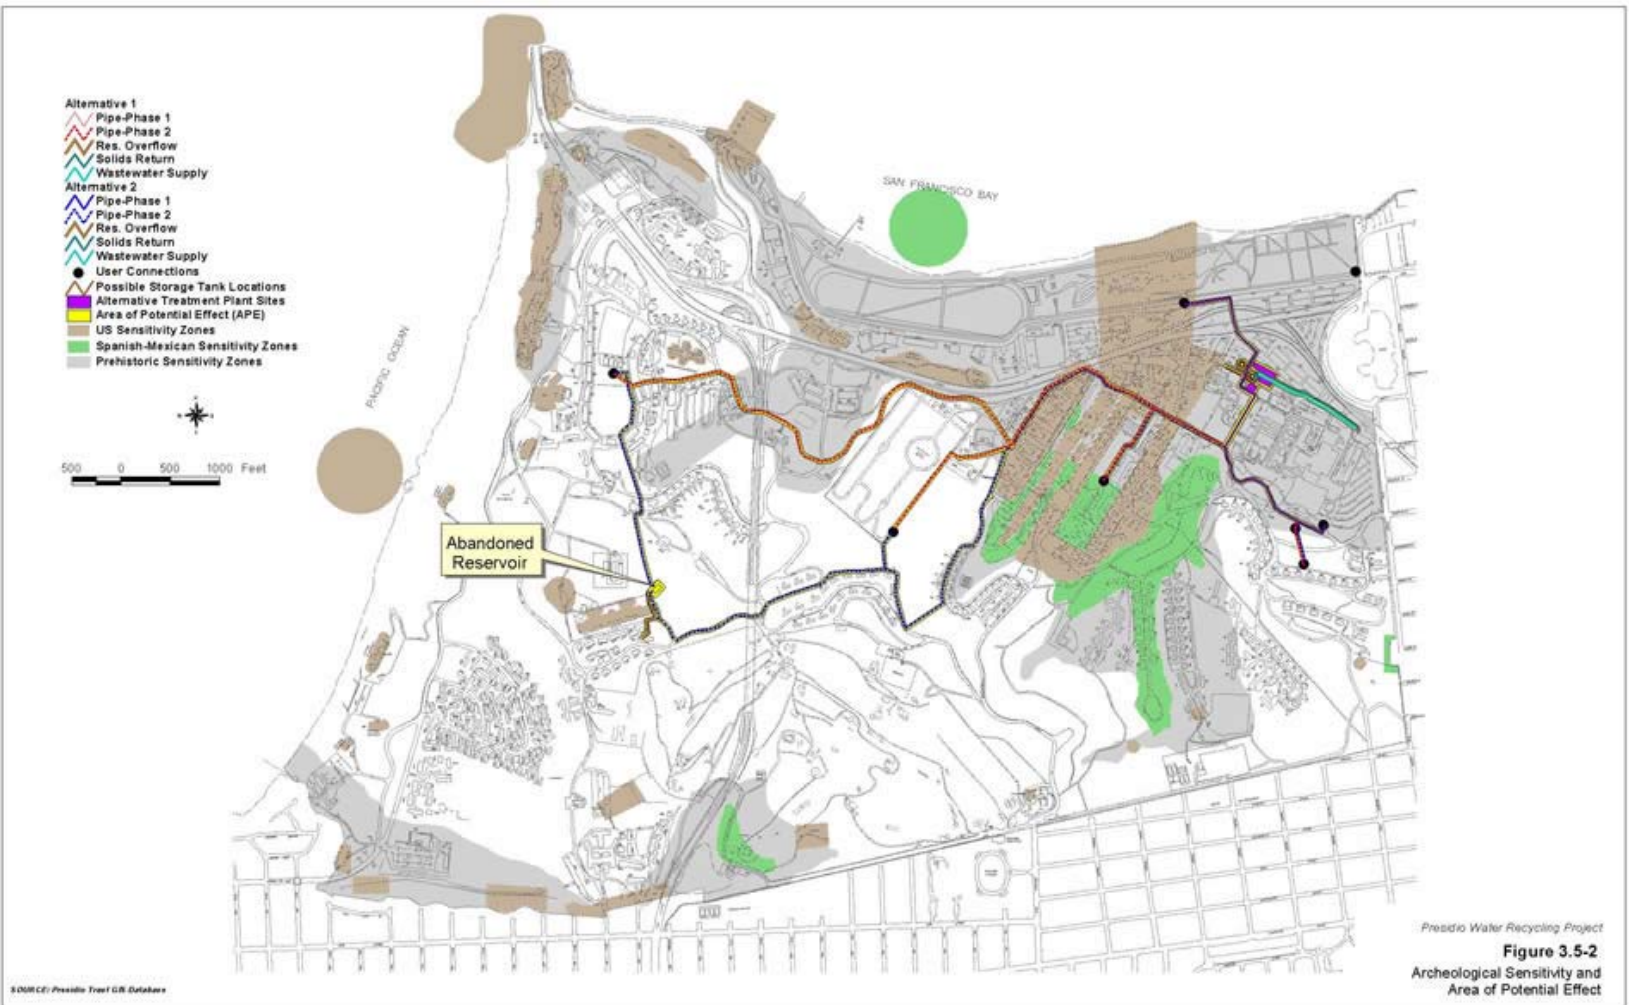 Alternative 1
Pipe-Phase 1
Pipe-Phase 2
Res. Overflow
Solids Return
Wastewater Supply
Alternative 2
Pipe-Phase 1
Pipe-Phase 2
Res. Overflow
Solids Return
Wastewater Supply
User Connections
Possible Storage Tank Locations
Alternative Treatment Plant Sites
Area of Potential Effect (APE)
US Sensitivity Zones
Spanish-Mexican Sensitivity Zones
Prehistoric Sensitivity Zones
PACIFIC OCEAN
SAN FRANCISCO BAY
500 0 500 1000 Feet
Abandoned
Reservoir
Presidio Water Recycling Project
Figure 3.5-2
Archeological Sensitivity and
Area of Potential Effect
SOURCE: Presidio Trust GIS Database